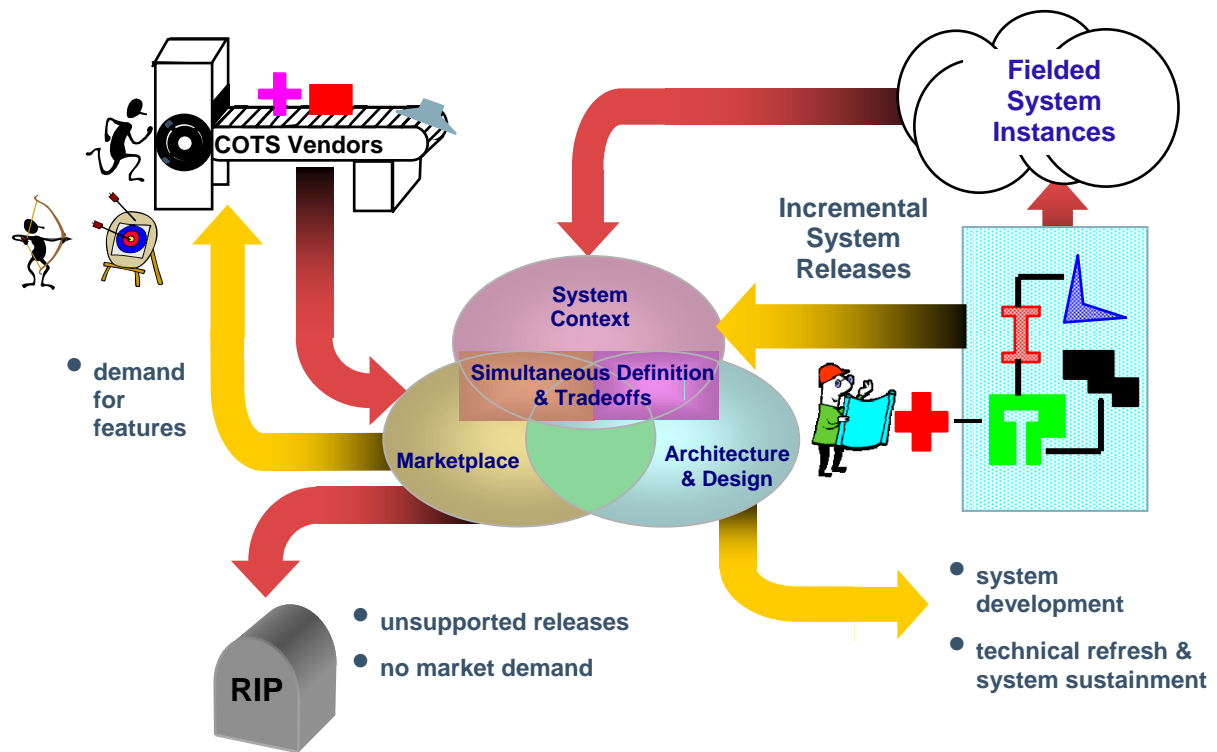 COTS Vendors
Fielded
System
Instances
Incremental
System
Releases
System
Context
Simultaneous Definition
& Tradeoffs
• demand
for
features
Marketplace
Architecture
& Design
• unsupported releases
• no market demand
RIP
• system
development
• technical refresh &
system sustainment